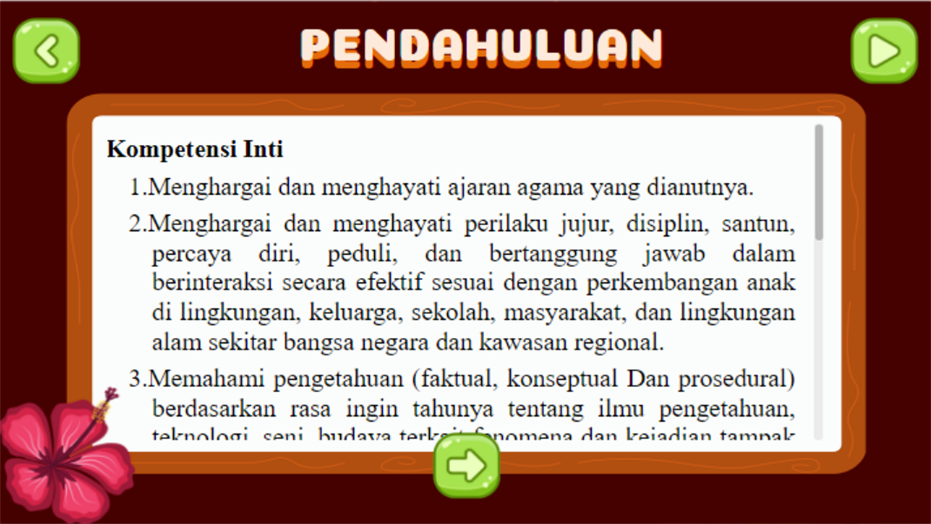 PENDAHULUAN
Kompetensi Inti
1.Menghargai dan menghayati ajaran agama yang dianutnya.
2.Menghargai dan menghayati perilaku jujur, disiplin, santun,
percaya diri, peduli, dan bertanggung jawab dalam
berinteraksi secara efektif sesuai dengan perkembangan anak
di lingkungan, keluarga, sekolah, masyarakat, dan lingkungan
alam sekitar bangsa negara dan kawasan regional.
3.Memahami pengetahuan (faktual, konseptual Dan prosedural)
berdasarkan rasa ingin tahunya tentang ilmu pengetahuan,
teknologi, seni, budaya terkait fenomena dan kejadian tampak